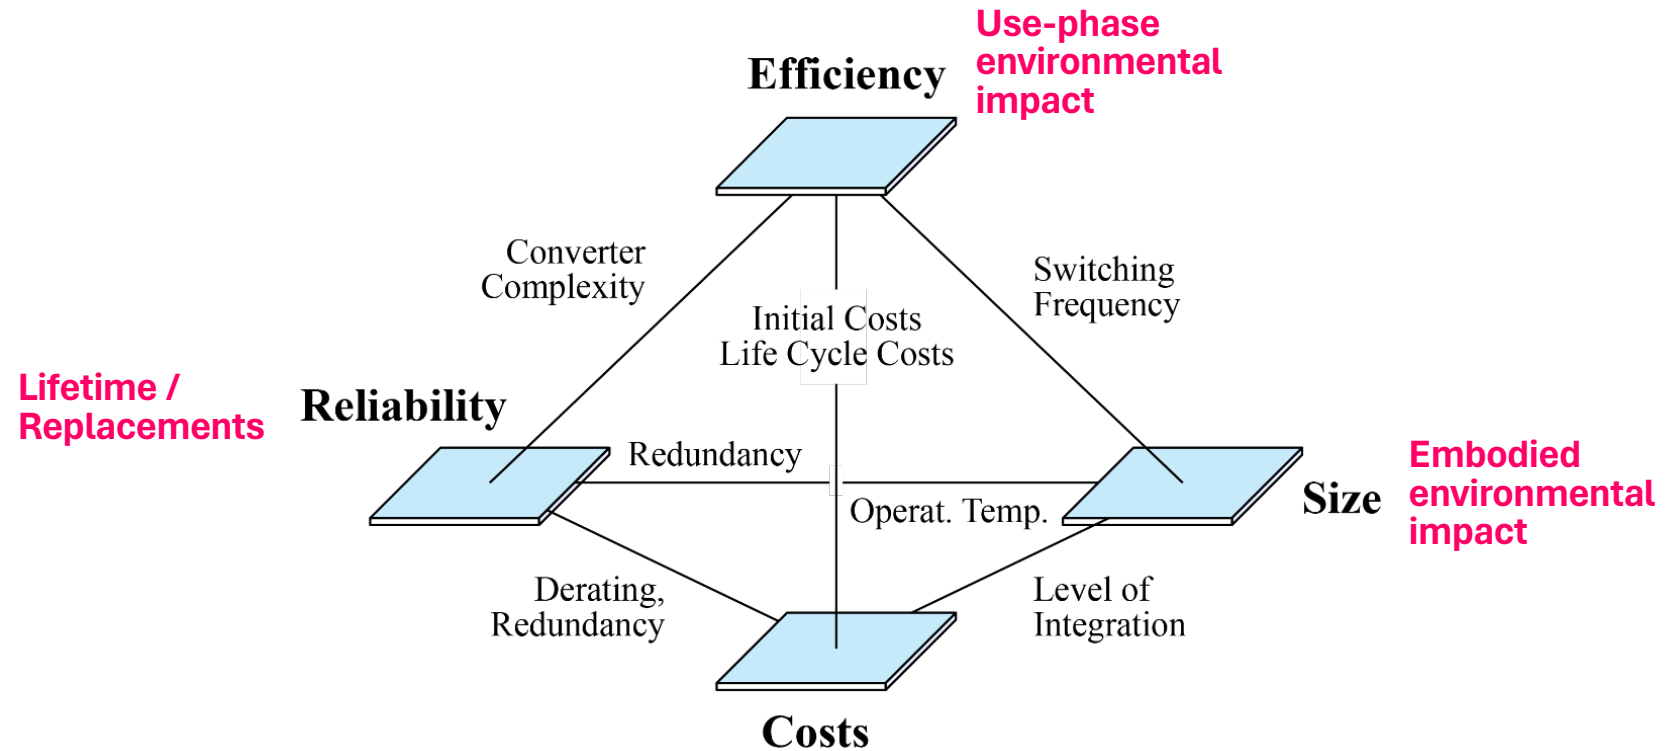 Use-phase
environmental
impact
Efficiency
Converter
Complexity
Switching
Frequency
Initial Costs
Life Cycle Costs
Lifetime /
Replacements
Reliability
Redundancy
Operat. Temp.
Size
Embodied
environmental
impact
Derating,
Redundancy
Level of
Integration
Costs